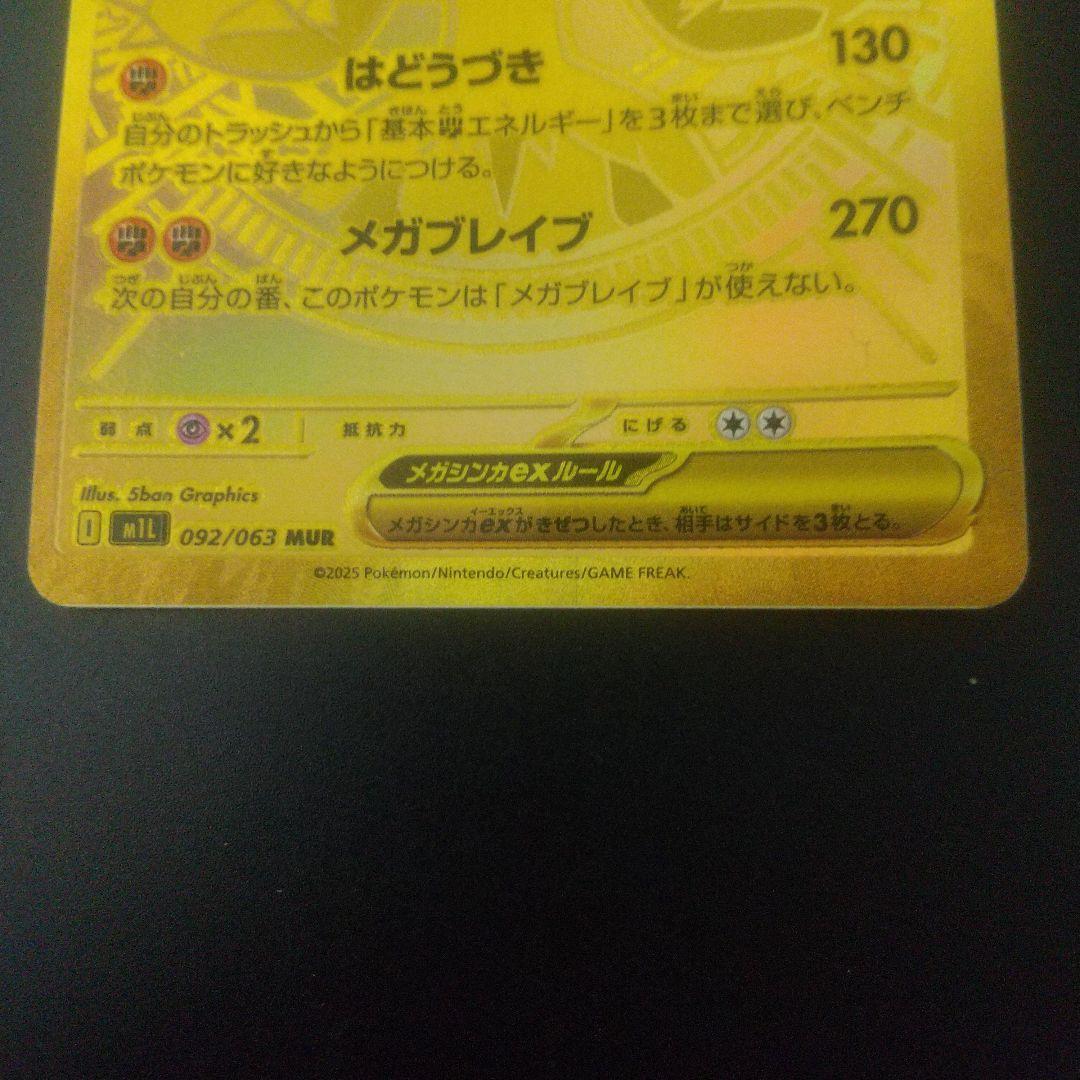 はどうづき 130
自分のトラッシュから「基本闘エネルギー」を3枚まで選び、ベンチ
ポケモンに好きなようにつける。
メガブレイブ 270
次の自分の番、このポケモンは「メガブレイブ」が使えない。
弱点 ×2 抵抗力 にげる
メガシンカexルール
メガシンカexがきぜつしたとき、相手はサイドを3枚とる。
Illus. 5ban Graphics
I M1L 092/063 MUR
©2025 Pokémon/Nintendo/Creatures/GAME FREAK.